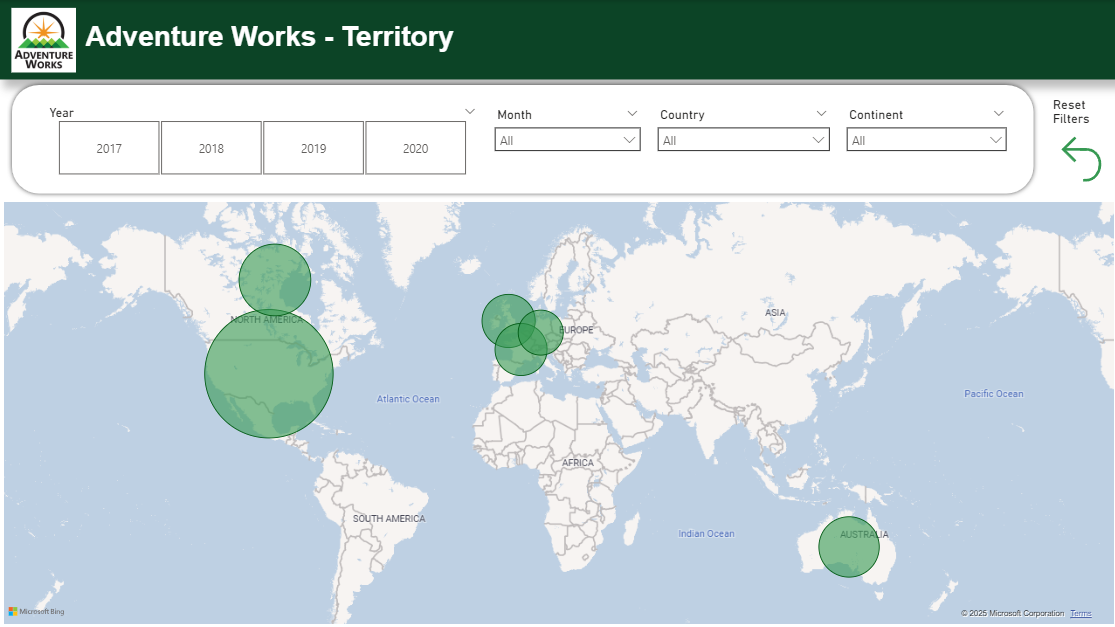 Adventure Works - Territory
ADVENTURE
WORKS
Year
2017
2018
2019
2020
Month
All
Country
All
Continent
All
Reset
Filters
NORTH AMERICA
EUROPE
ASIA
Atlantic Ocean
Pacific Ocean
AFRICA
SOUTH AMERICA
Indian Ocean
AUSTRALIA
Microsoft Bing
© 2025 Microsoft Corporation Terms